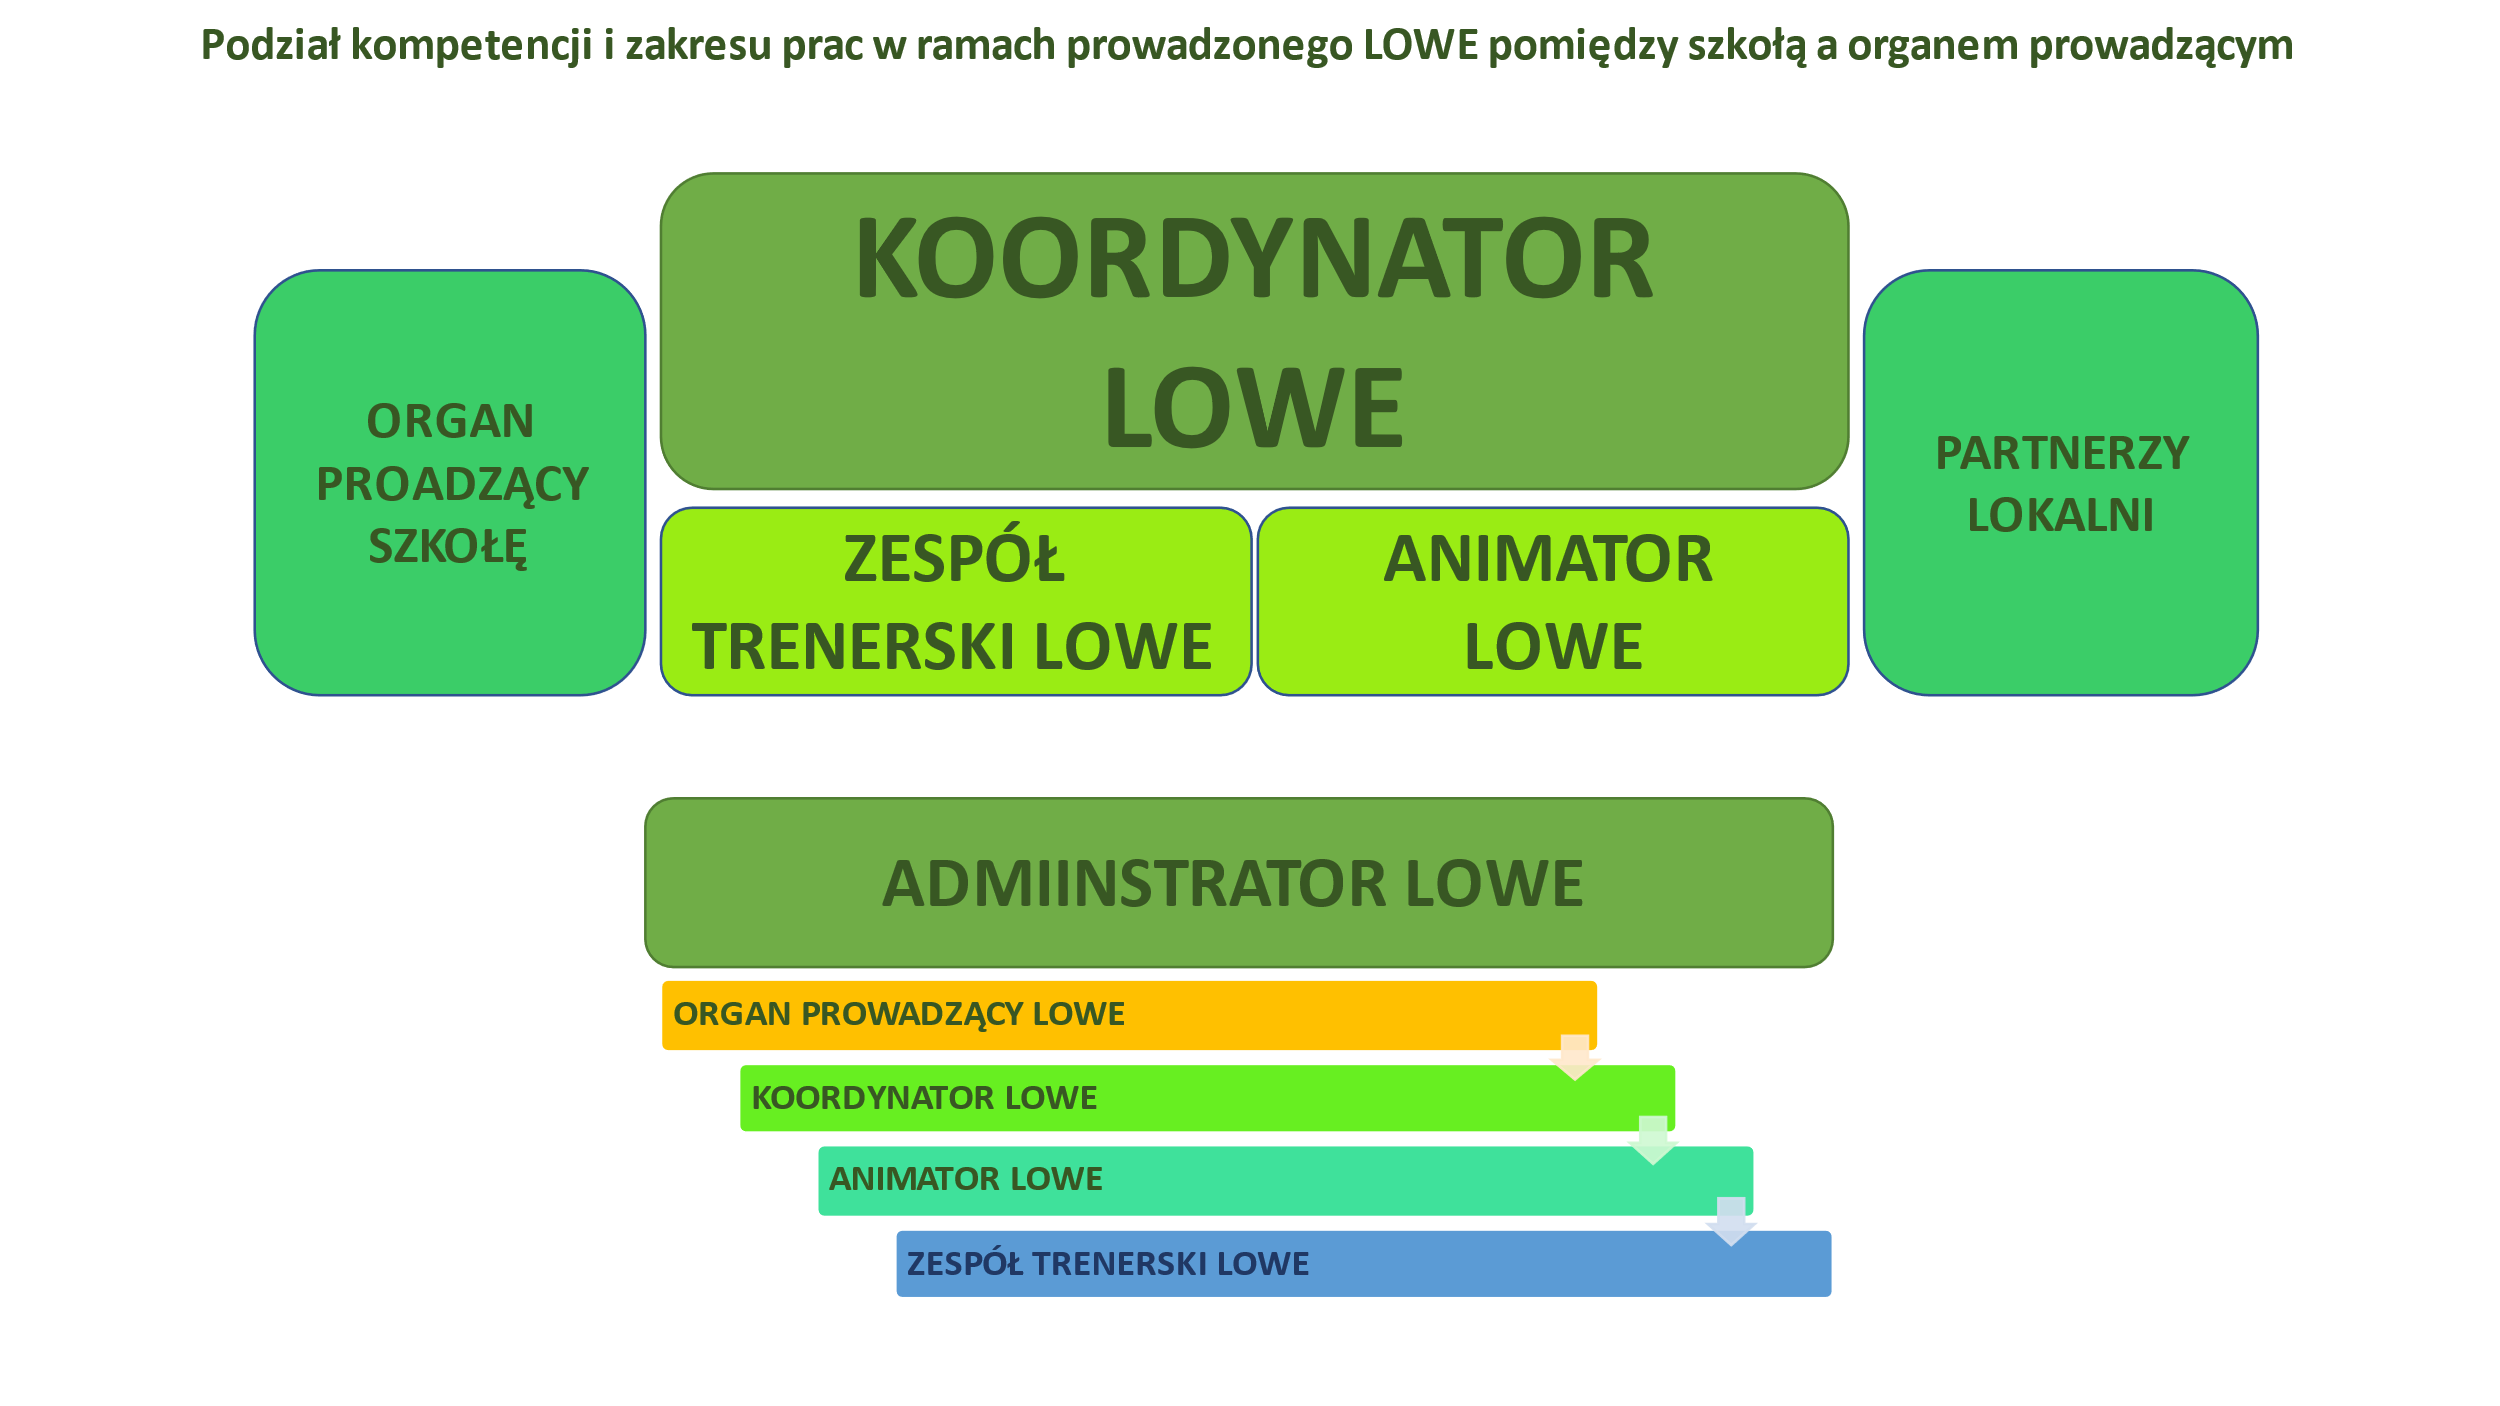 Podział kompetencji i zakresu prac w ramach prowadzonego LOWE pomiędzy szkołą a organem prowadzącym
KOORDYNATOR
LOWE
ORGAN
PROADZĄCY
SZKOŁĘ
PARTNERZY
LOKALNI
ZESPÓŁ
TRENERSKI LOWE
ANIMATOR
LOWE
ADMIINSTRATOR LOWE
ORGAN PROWADZĄCY LOWE
KOORDYNATOR LOWE
ANIMATOR LOWE
ZESPÓŁ TRENERSKI LOWE